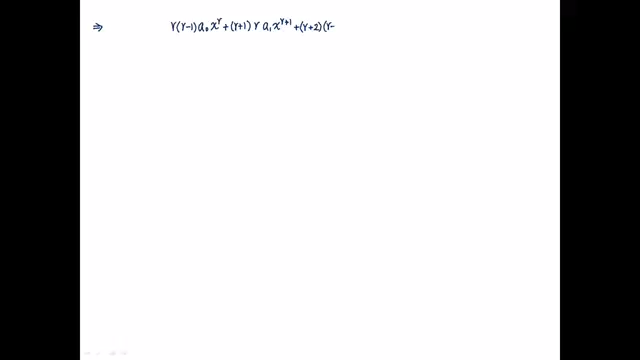 ⇒ r(r-1)a₀x^r + (r+1) r a₁x^{r+1} + (r+2)(r-